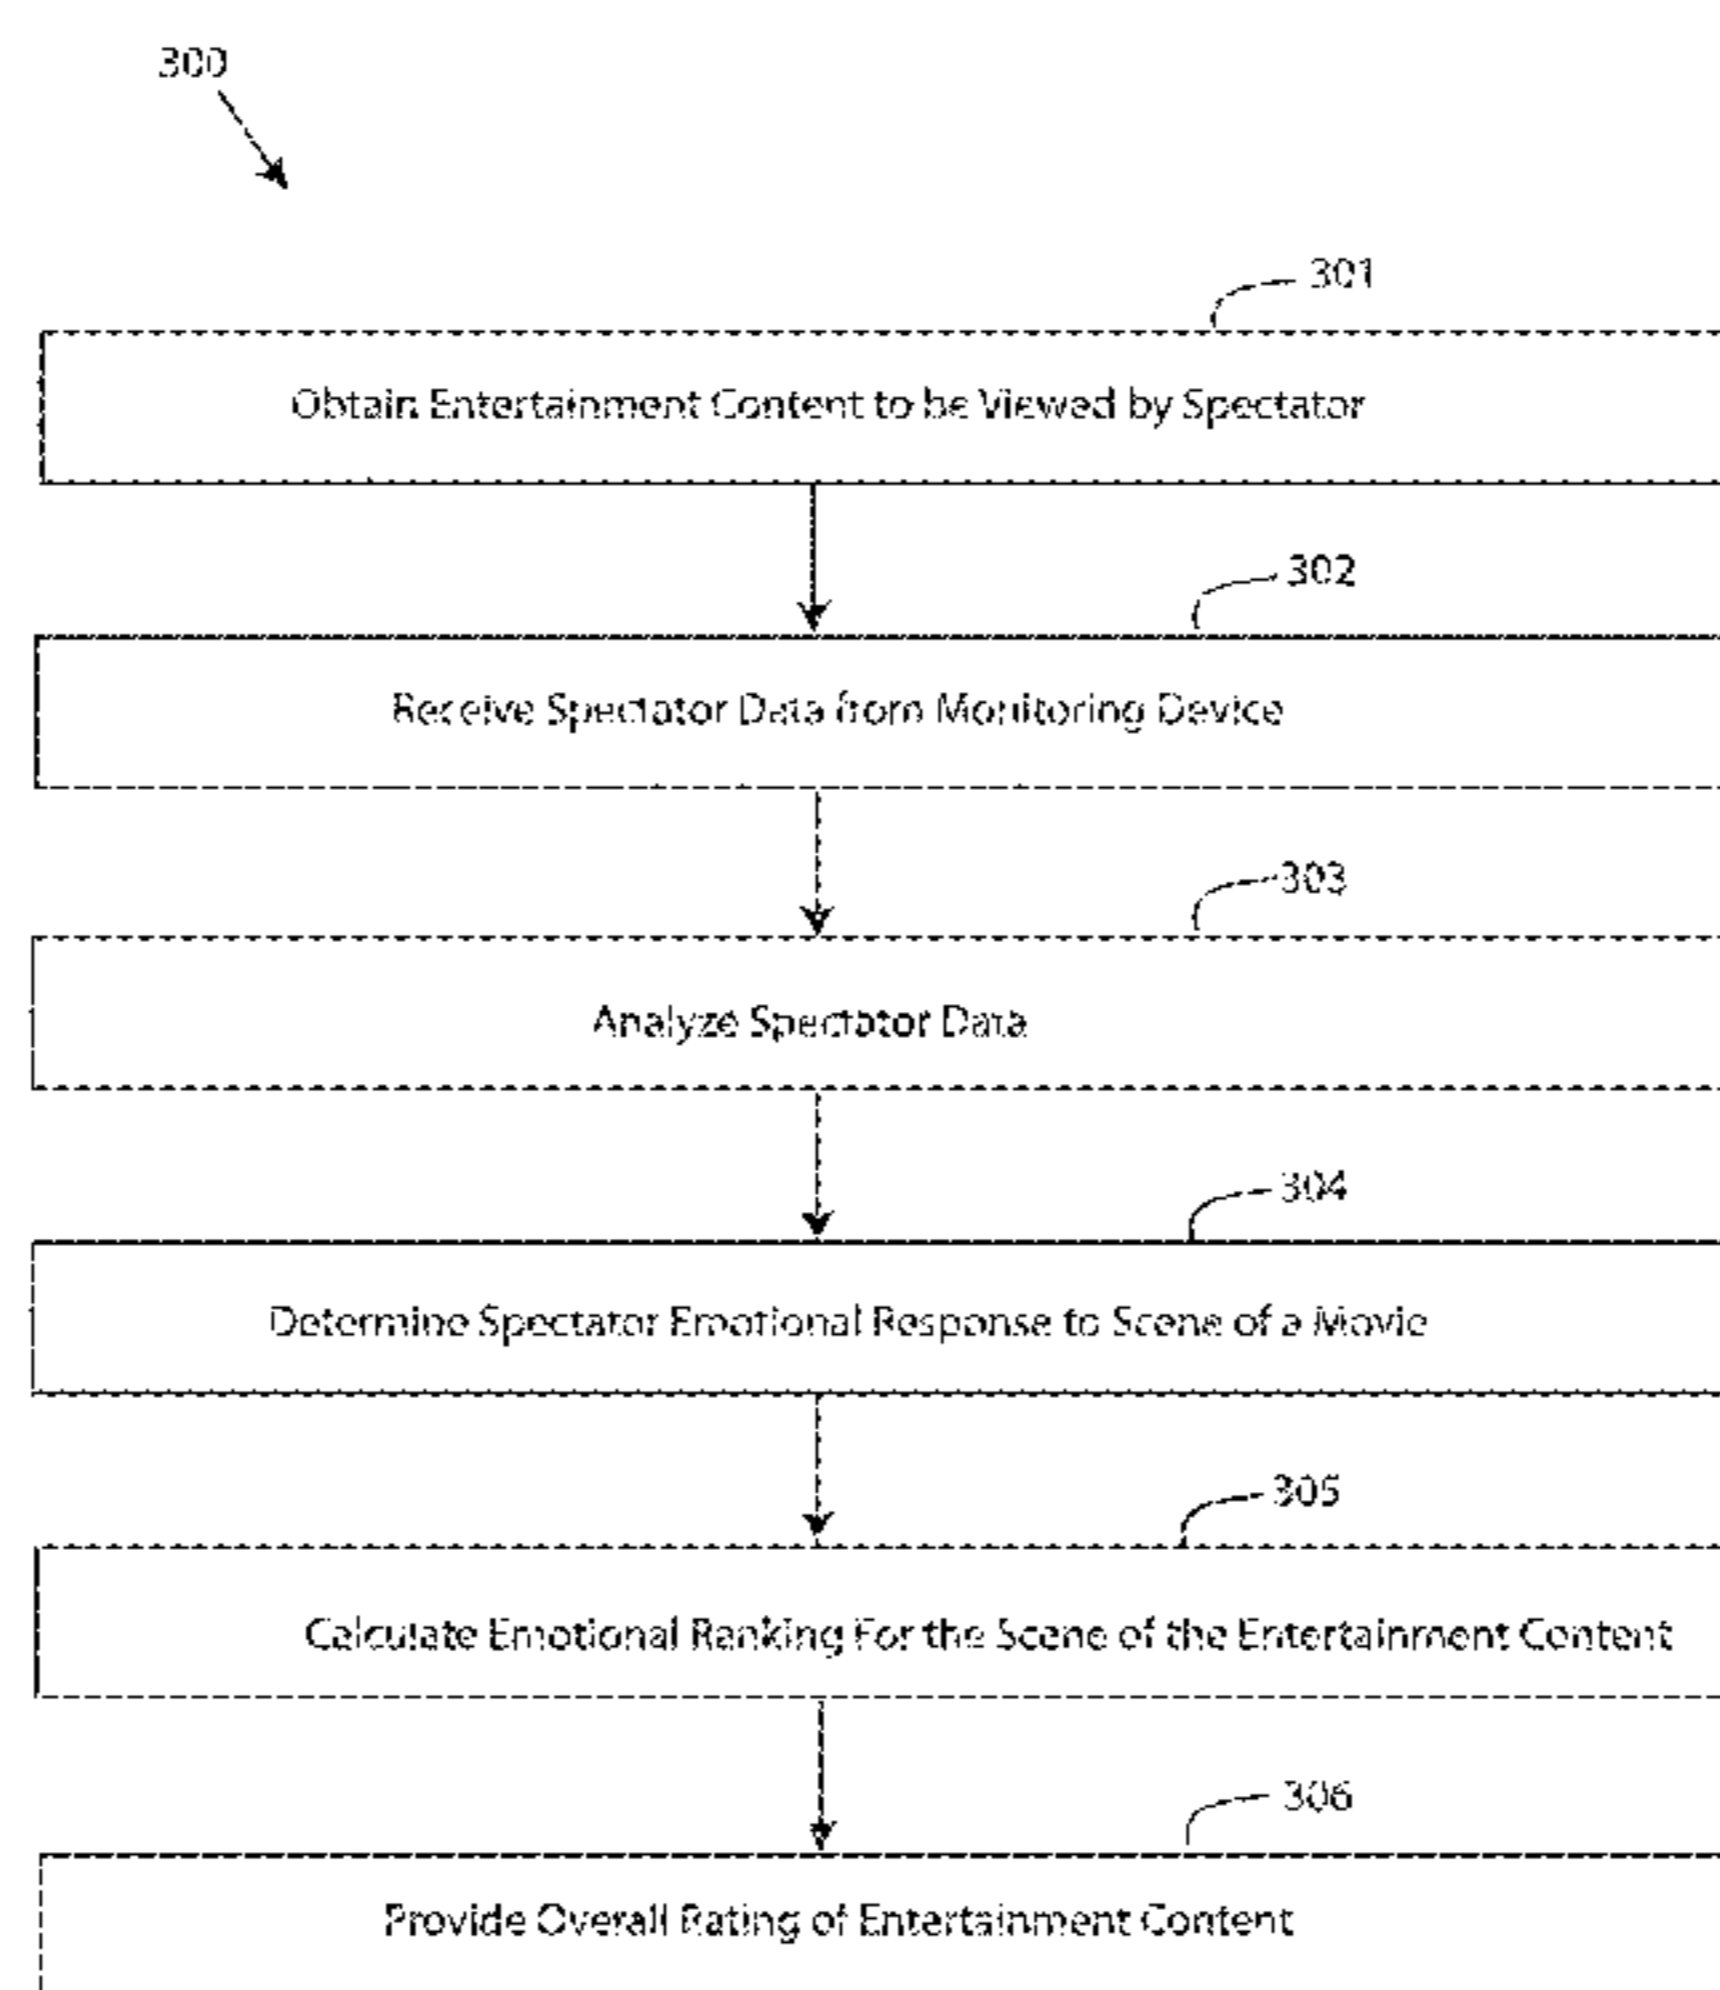 300
301
Obtain Entertainment Content to be Viewed by Spectator
302
Receive Spectator Data from Monitoring Device
303
Analyze Spectator Data
304
Determine Spectator Emotional Response to Scene of a Movie
305
Calculate Emotional Ranking For the Scene of the Entertainment Content
306
Provide Overall Rating of Entertainment Content